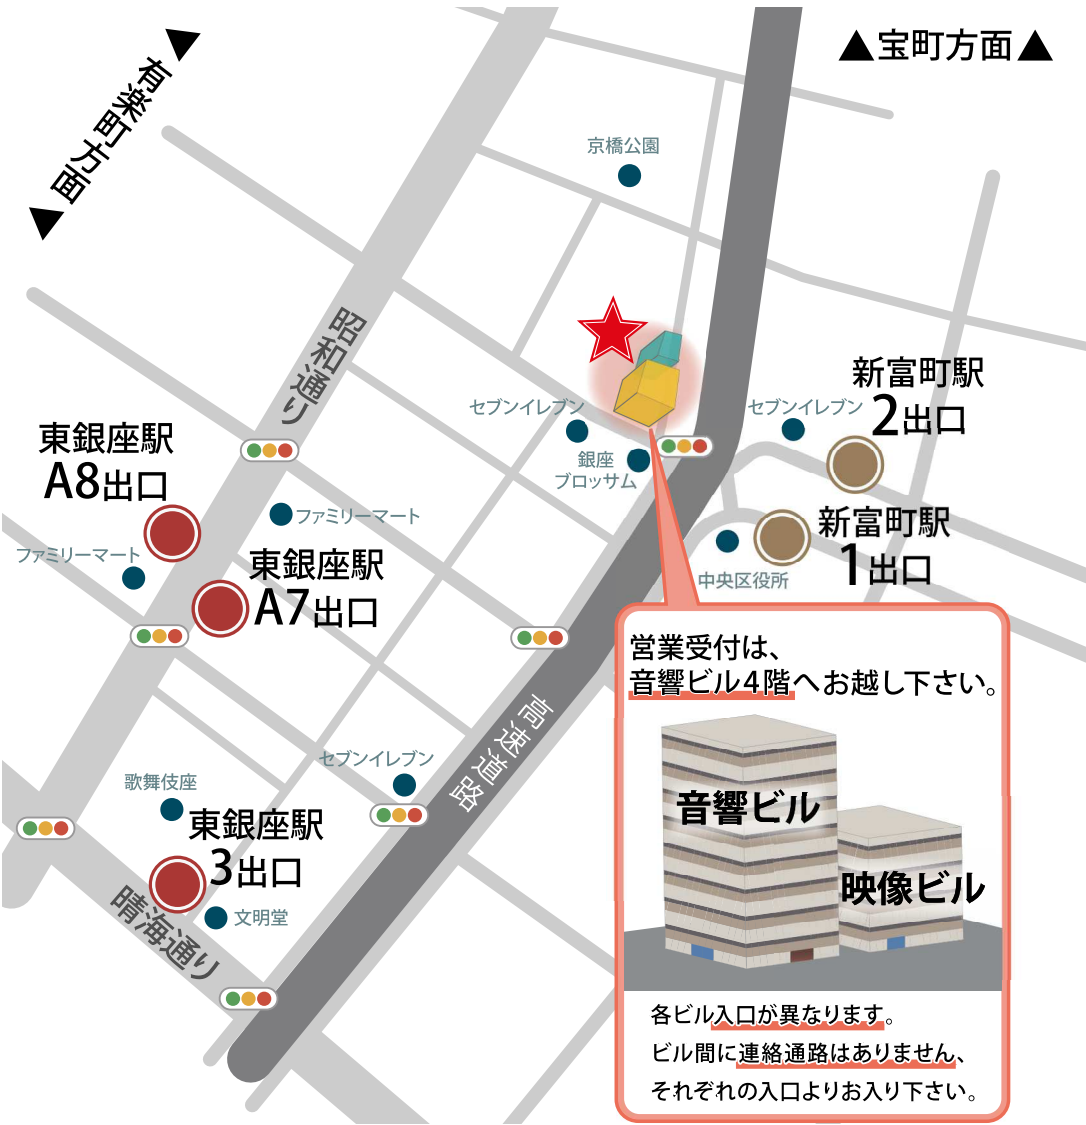 ▲宝町方面▲
▲有楽町方面▼
京橋公園
昭和通り
新富町駅
2出口
セブンイレブン
セブンイレブン
東銀座駅
A8出口
銀座
ブロッサム
ファミリーマート
新富町駅
1出口
ファミリーマート
東銀座駅
A7出口
中央区役所
営業受付は、
音響ビル4階へお越し下さい。
高速道路
セブンイレブン
歌舞伎座
東銀座駅
3出口
音響ビル
映像ビル
晴海通り
文明堂
各ビル入口が異なります。
ビル間に連絡通路はありません、
それぞれの入口よりお入り下さい。